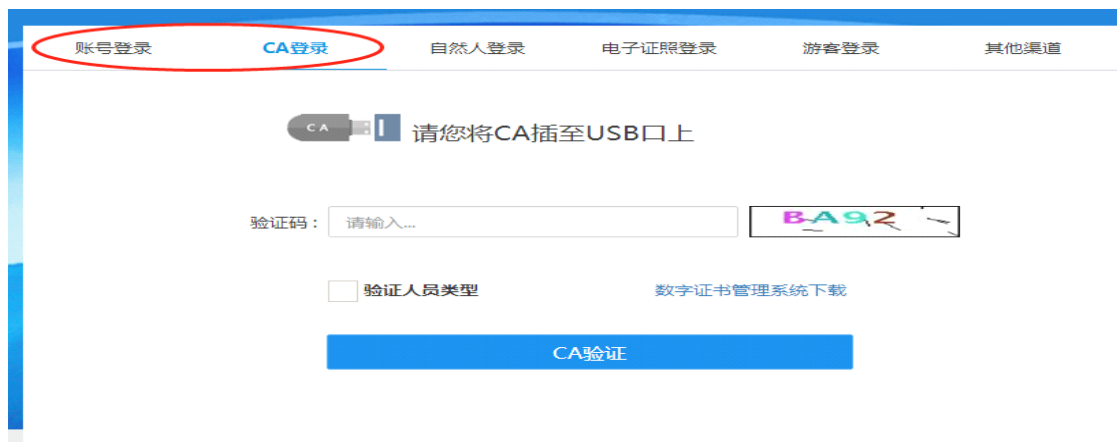 账号登录 CA登录 自然人登录 电子证照登录 游客登录 其他渠道
CA 请您将CA插至USB口上
验证码： 请输入... BA92
验证人员类型 数字证书管理系统下载
CA验证